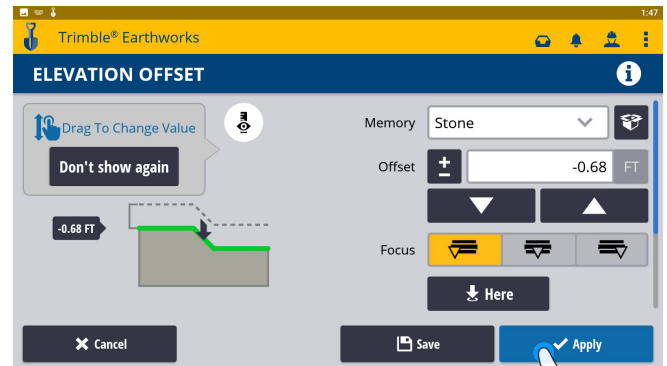 1:47
Trimble® Earthworks
ELEVATION OFFSET
Drag To Change Value
Don't show again
-0.68 FT
Memory Stone
Offset -0.68 FT
Focus
Here
Cancel Save Apply